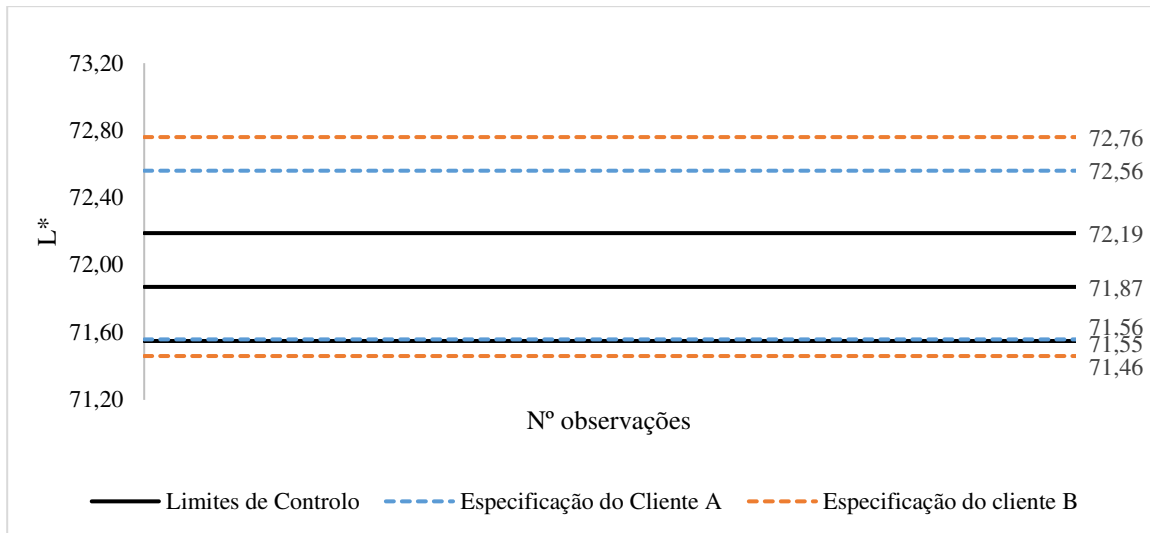 73,20
72,80
72,40
72,00
71,60
71,20
L*
72,76
72,56
72,19
71,87
71,56
71,55
71,46
Nº observações
Limites de Controlo
Especificação do Cliente A
Especificação do cliente B